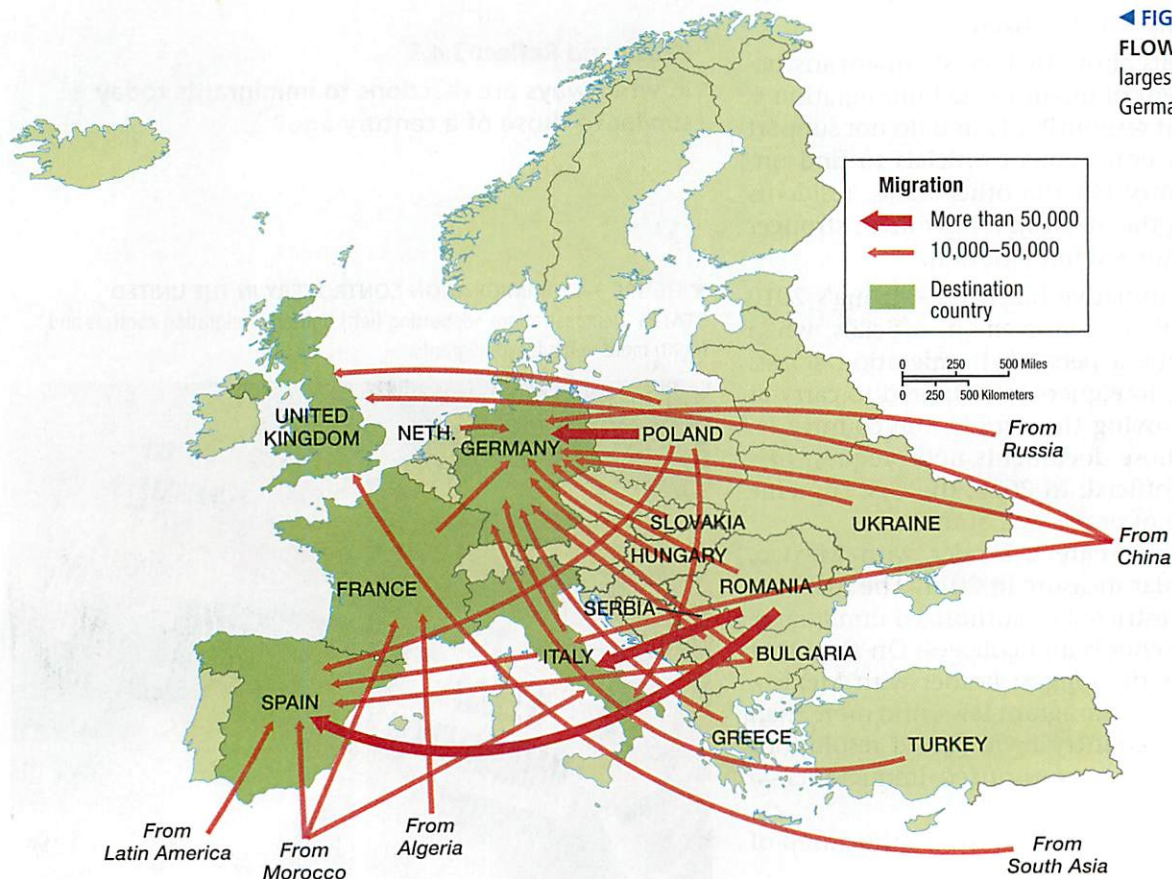 ◄ FIG
FLOW
larges
Germa
Migration
More than 50,000
10,000–50,000
Destination
country
0 250 500 Miles
0 250 500 Kilometers
UNITED
KINGDOM
NETH.
GERMANY
POLAND
From
Russia
SLOVAKIA
UKRAINE
From
China
HUNGARY
FRANCE
ROMANIA
SERBIA
ITALY
BULGARIA
SPAIN
GREECE
TURKEY
From
Latin America
From
Morocco
From
Algeria
From
South Asia